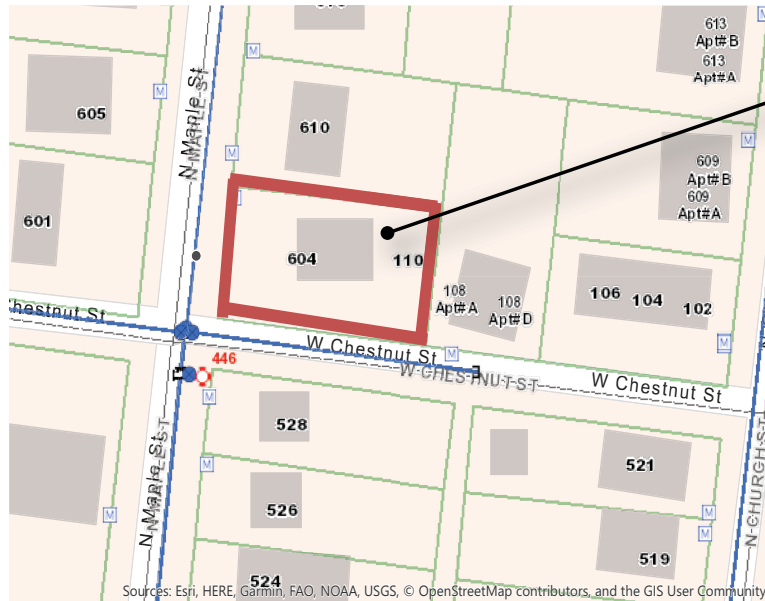 613
Apt#B
613
Apt#A
605
N Maple St
N MAPLE ST
610
609
Apt#B
609
Apt#A
601
604
110
108
Apt#A
108
Apt#D
106
104
102
hestnut St
W Chestnut St
W CHESTNUT ST
W Chestnut St
446
528
521
N Maple St
N MAPLE ST
N CHURCH ST
526
519
524
M
M
M
M
M
M
M
M
M
M
M
Sources: Esri, HERE, Garmin, FAO, NOAA, USGS, © OpenStreetMap contributors, and the GIS User Community